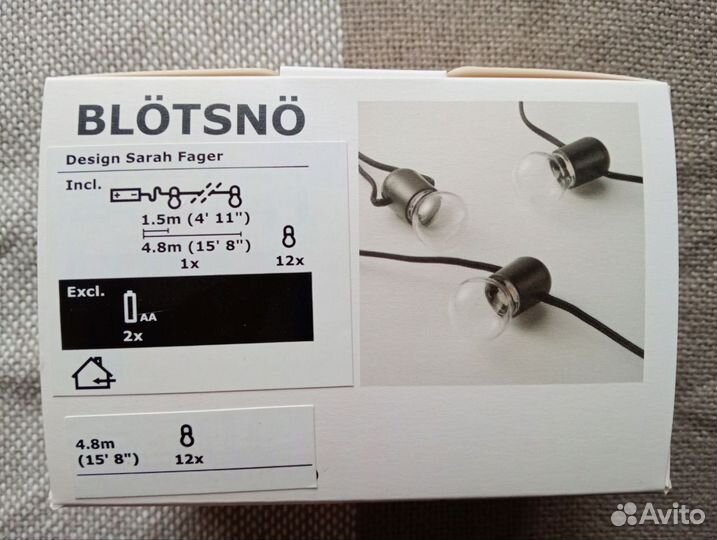 BLÖTSNÖ
Design Sarah Fager
Incl.
1.5m (4' 11")
4.8m (15' 8")
1x
12x
Excl.
AA
2x
4.8m
(15' 8")
12x
Avito